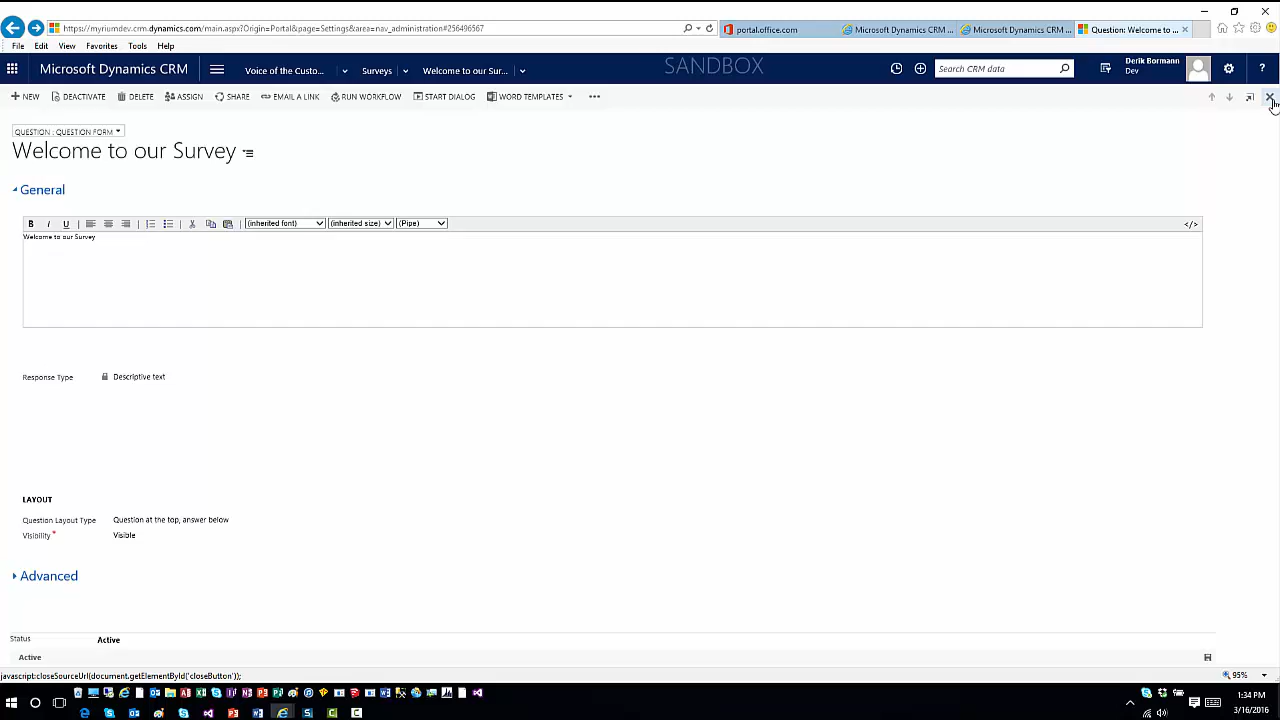 https://myriumdev.crm.dynamics.com/main.aspx?Origin=Portal&page=Settings&area=nav_administration#256496567
portal.office.com
Microsoft Dynamics CRM ...
Microsoft Dynamics CRM ...
Question: Welcome to ...
File Edit View Favorites Tools Help
Microsoft Dynamics CRM
Voice Of the Custo...
Surveys
Welcome to our Sur...
SANDBOX
Search CRM data
Derik Bormann
Dev
?
NEW DEACTIVATE DELETE ASSIGN SHARE EMAIL A LINK RUN WORKFLOW START DIALOG WORD TEMPLATES ...
QUESTION : QUESTION FORM
Welcome to our Survey
General
B I U (inherited font) (inherited size) (Pipe) </>
Welcome to our Survey
Response Type Descriptive text
LAYOUT
Question Layout Type Question at the top, answer below
Visibility * Visible
Advanced
Status Active
Active
javascript:closeSourceUrl(document.getElementById('closeButton'));
95%
1:34 PM
3/16/2016